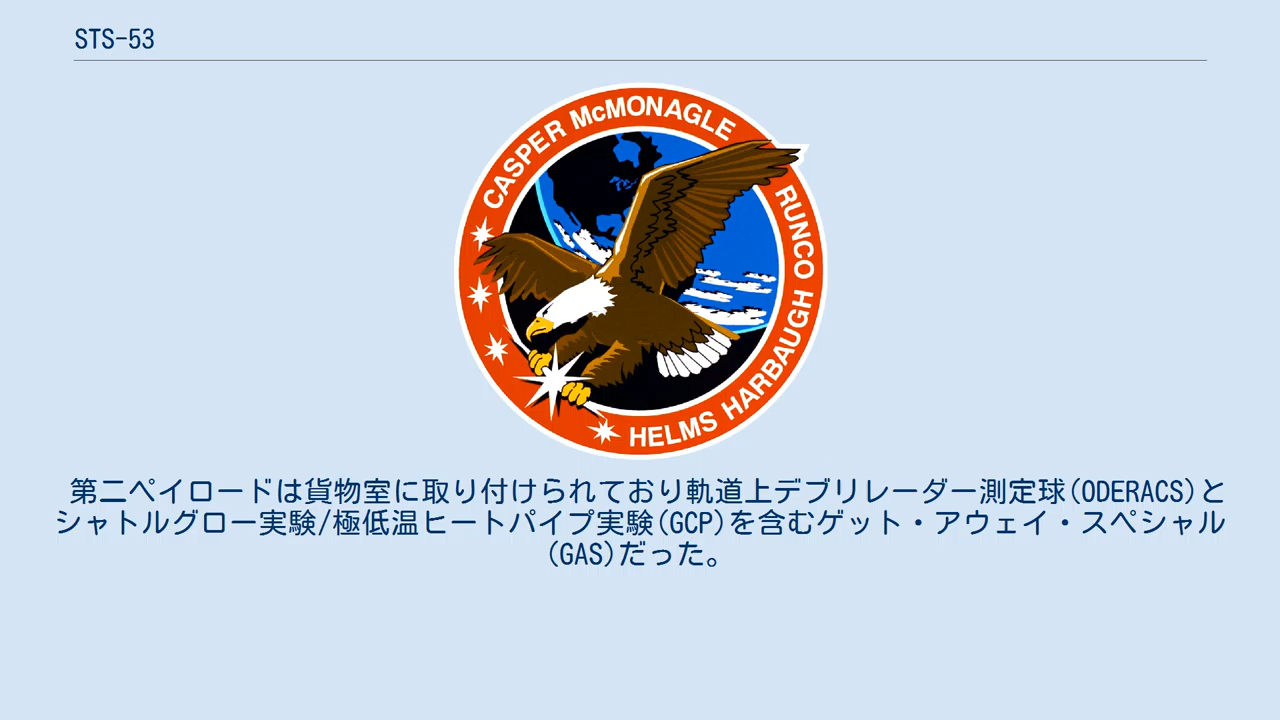 STS-53
CASPER McMONAGLE
RUNCO HARBAUGH HELMS
第二ペイロードは貨物室に取り付けられており軌道上デブリレーダー測定球(ODERACS)と
シャトルグロー実験/極低温ヒートパイプ実験(GCP)を含むゲット・アウェイ・スペシャル
(GAS)だった。